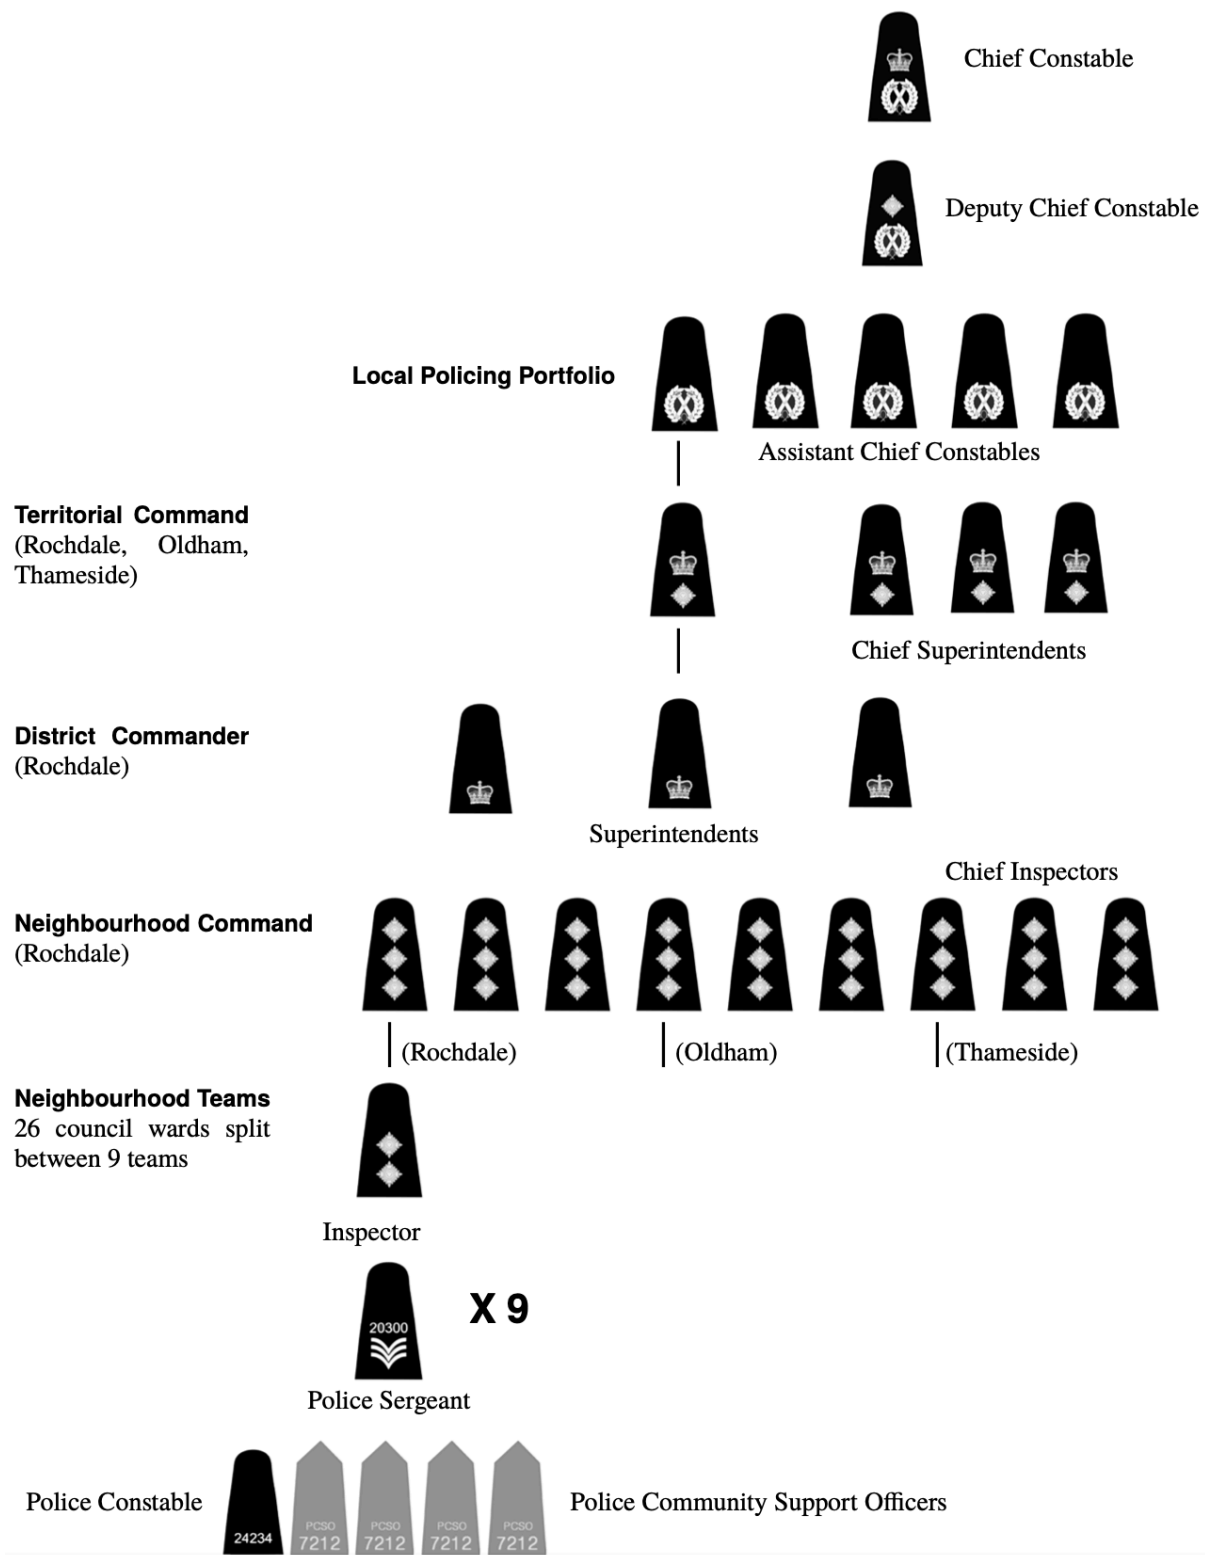 Chief Constable
Deputy Chief Constable
Local Policing Portfolio
Assistant Chief Constables
Territorial Command
(Rochdale, Oldham,
Thameside)
Chief Superintendents
District Commander
(Rochdale)
Superintendents
Chief Inspectors
Neighbourhood Command
(Rochdale)
(Rochdale)
(Oldham)
(Thameside)
Neighbourhood Teams
26 council wards split
between 9 teams
Inspector
20300
X 9
Police Sergeant
Police Constable
24234
PCSO
7212
PCSO
7212
PCSO
7212
PCSO
7212
Police Community Support Officers